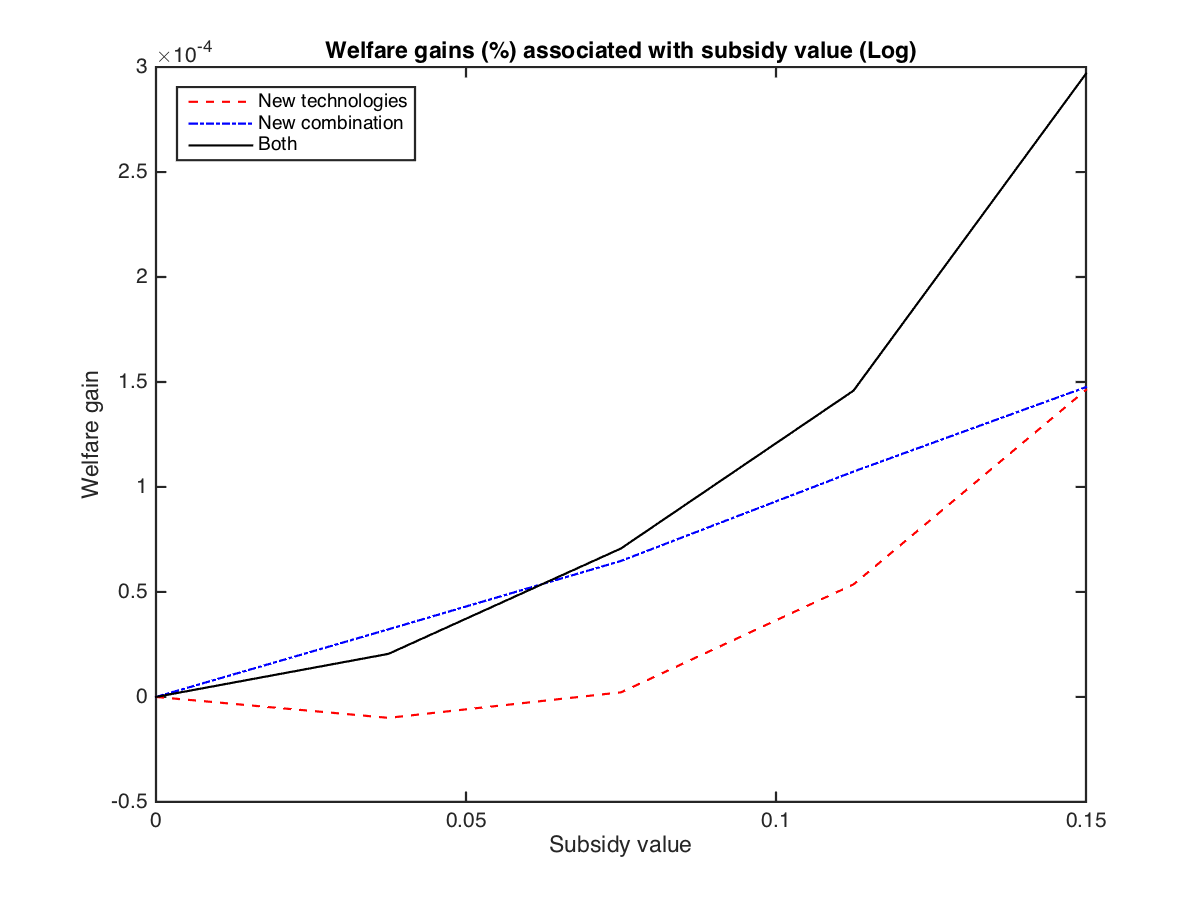 Welfare gains (%) associated with subsidy value (Log)
×10-4
3
2.5
2
1.5
1
0.5
0
-0.5
Welfare gain
New technologies
New combination
Both
0 0.05 0.1 0.15
Subsidy value